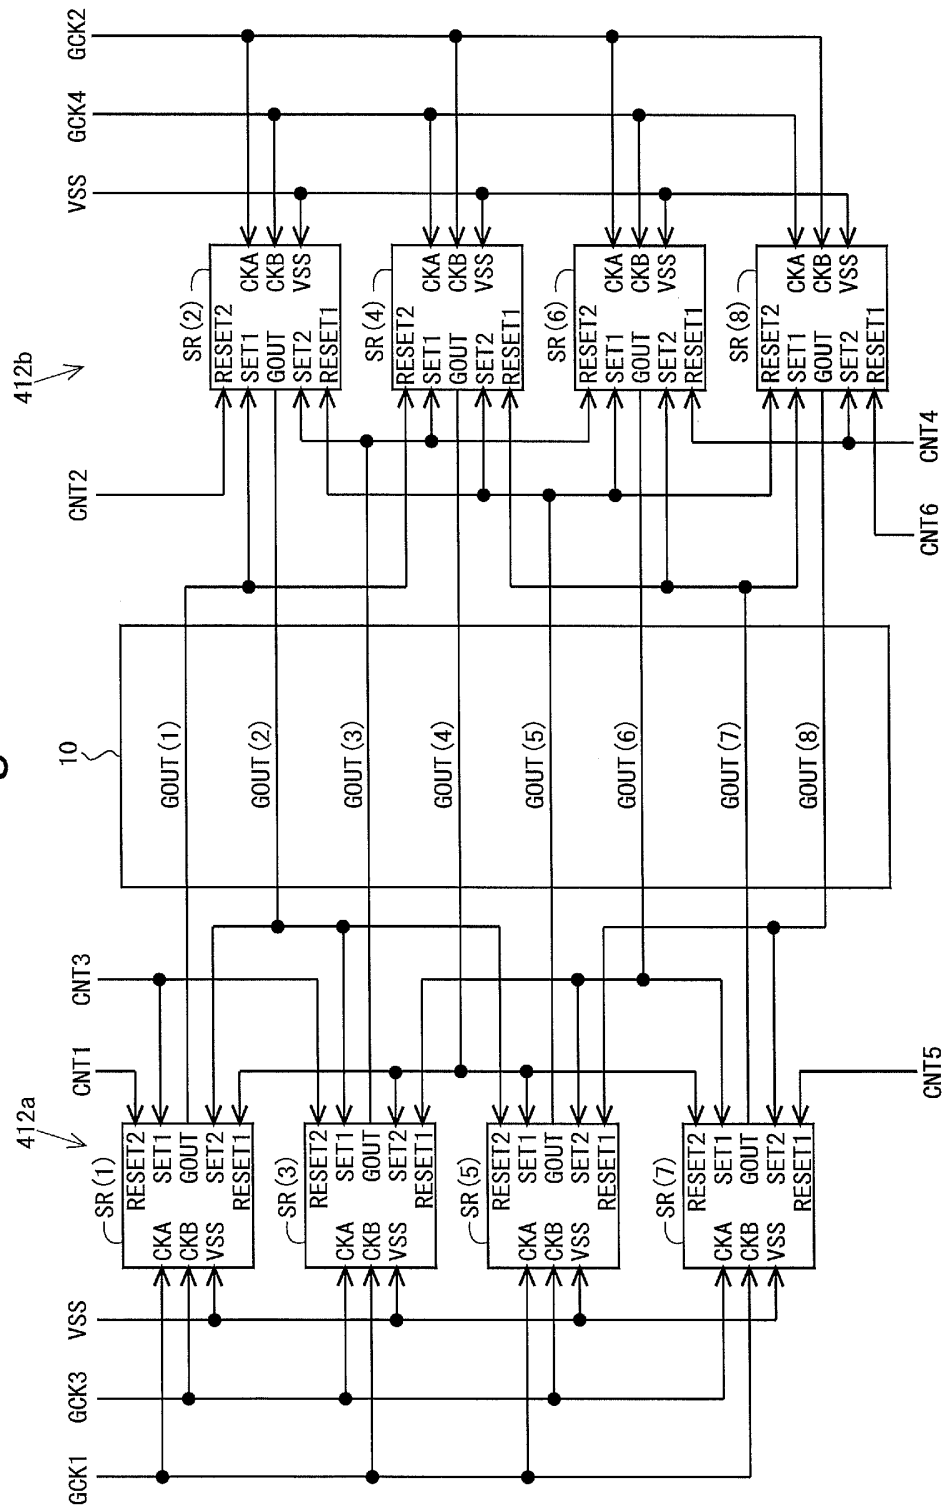 GCK2
GCK4
VSS
412b
CNT2
SR(2)
RESET2
SET1
GOUT
SET2
RESET1
CKA
CKB
VSS
SR(4)
RESET2
SET1
GOUT
SET2
RESET1
CKA
CKB
VSS
SR(6)
RESET2
SET1
GOUT
SET2
RESET1
CKA
CKB
VSS
SR(8)
RESET2
SET1
GOUT
SET2
RESET1
CKA
CKB
VSS
CNT4
CNT6
10
GOUT(1)
GOUT(2)
GOUT(3)
GOUT(4)
GOUT(5)
GOUT(6)
GOUT(7)
GOUT(8)
CNT3
CNT1
412a
CNT5
SR(1)
RESET2
SET1
GOUT
SET2
RESET1
CKA
CKB
VSS
SR(3)
RESET2
SET1
GOUT
SET2
RESET1
CKA
CKB
VSS
SR(5)
RESET2
SET1
GOUT
SET2
RESET1
CKA
CKB
VSS
SR(7)
RESET2
SET1
GOUT
SET2
RESET1
CKA
CKB
VSS
VSS
GCK3
GCK1